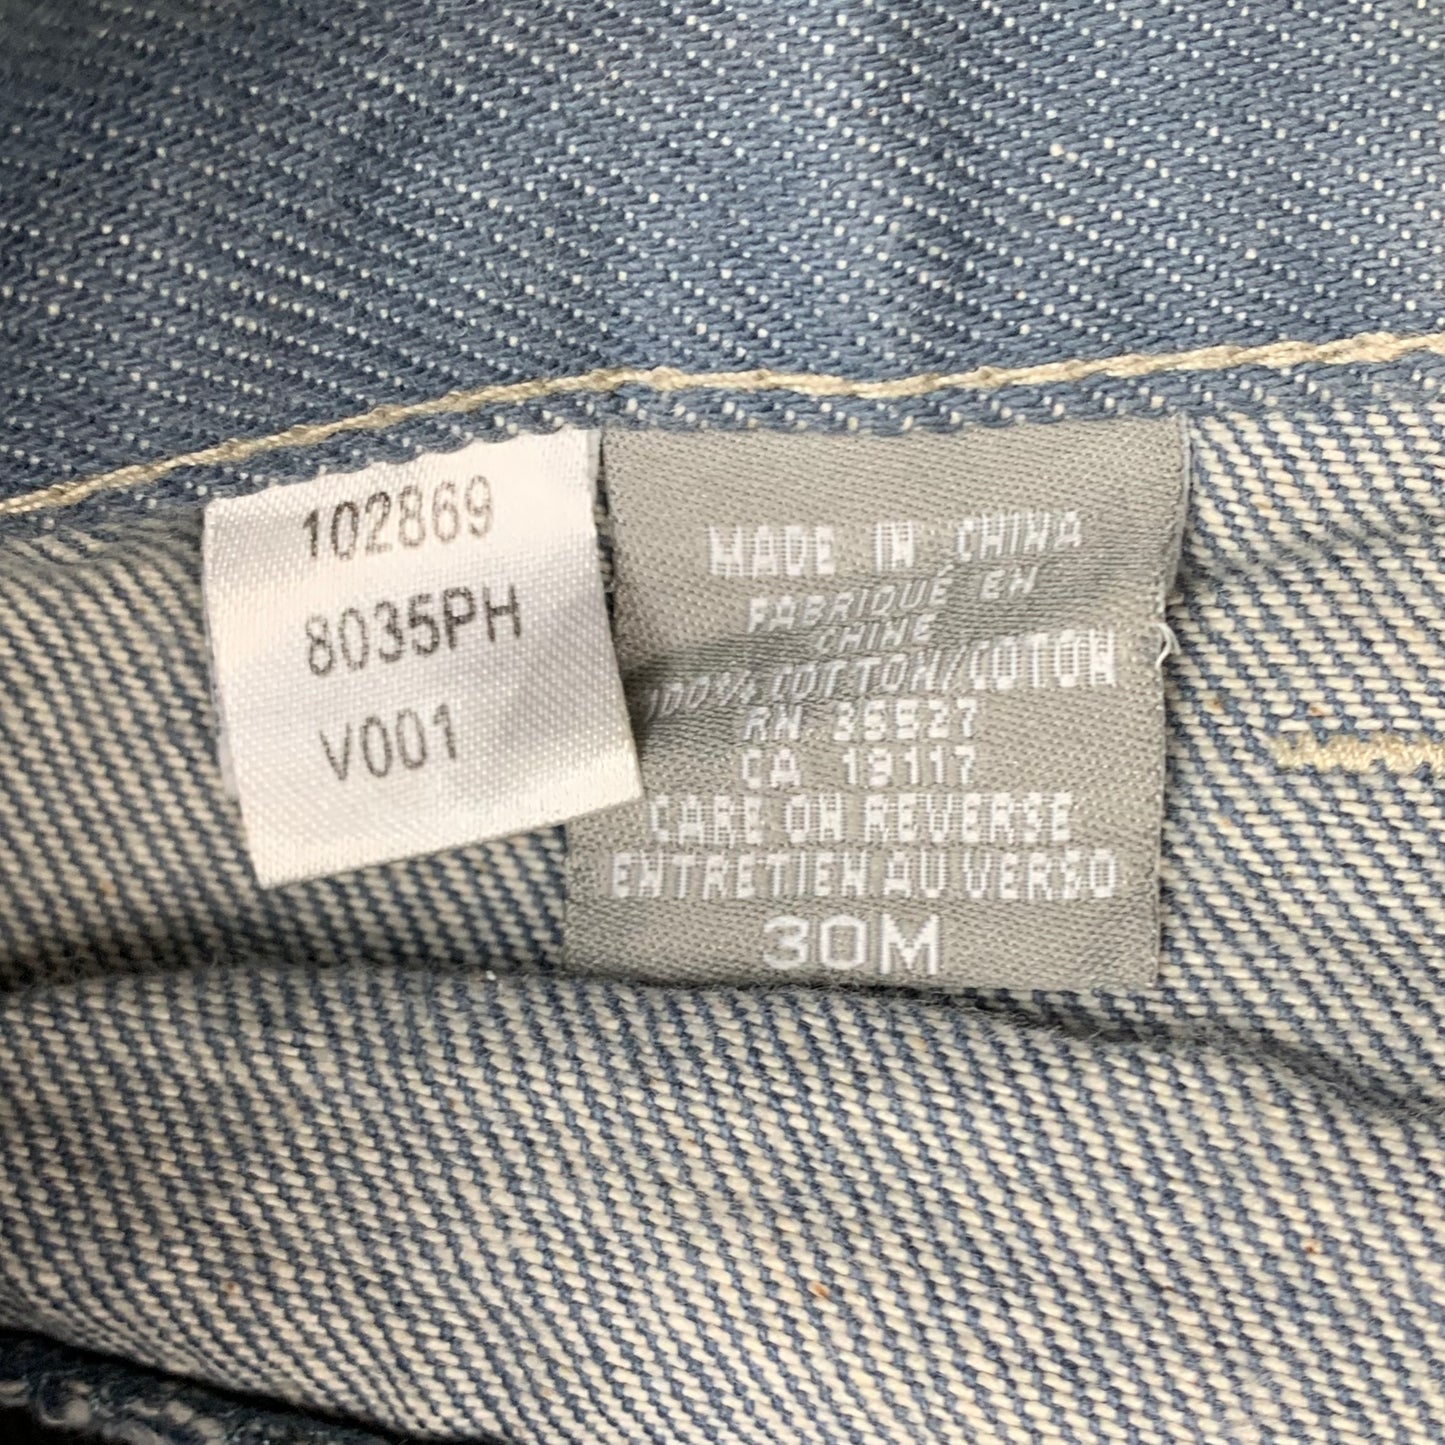 102869
8035PH
V001
MADE IN CHINA
FABRIQUÉ EN
CHINE
100% COTTON/COTON
RN 35527
CA 19117
CARE ON REVERSE
ENTRETIEN AU VERSO
30M